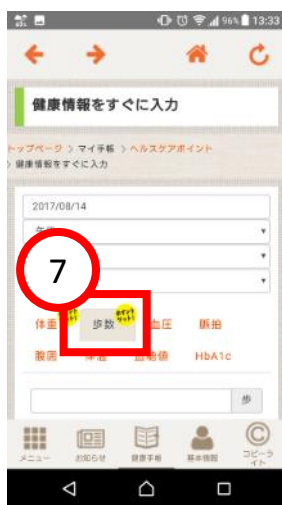 96% 13:33
健康情報をすぐに入力
トップページ > マイ手帳 > ヘルスケアポイント
> 健康情報をすぐに入力
2017/08/14
7
体重 歩数 血圧 脈拍
腹囲 血糖値 HbA1c
歩
メニュー お知らせ 健康手帳 基本情報 コピーライト